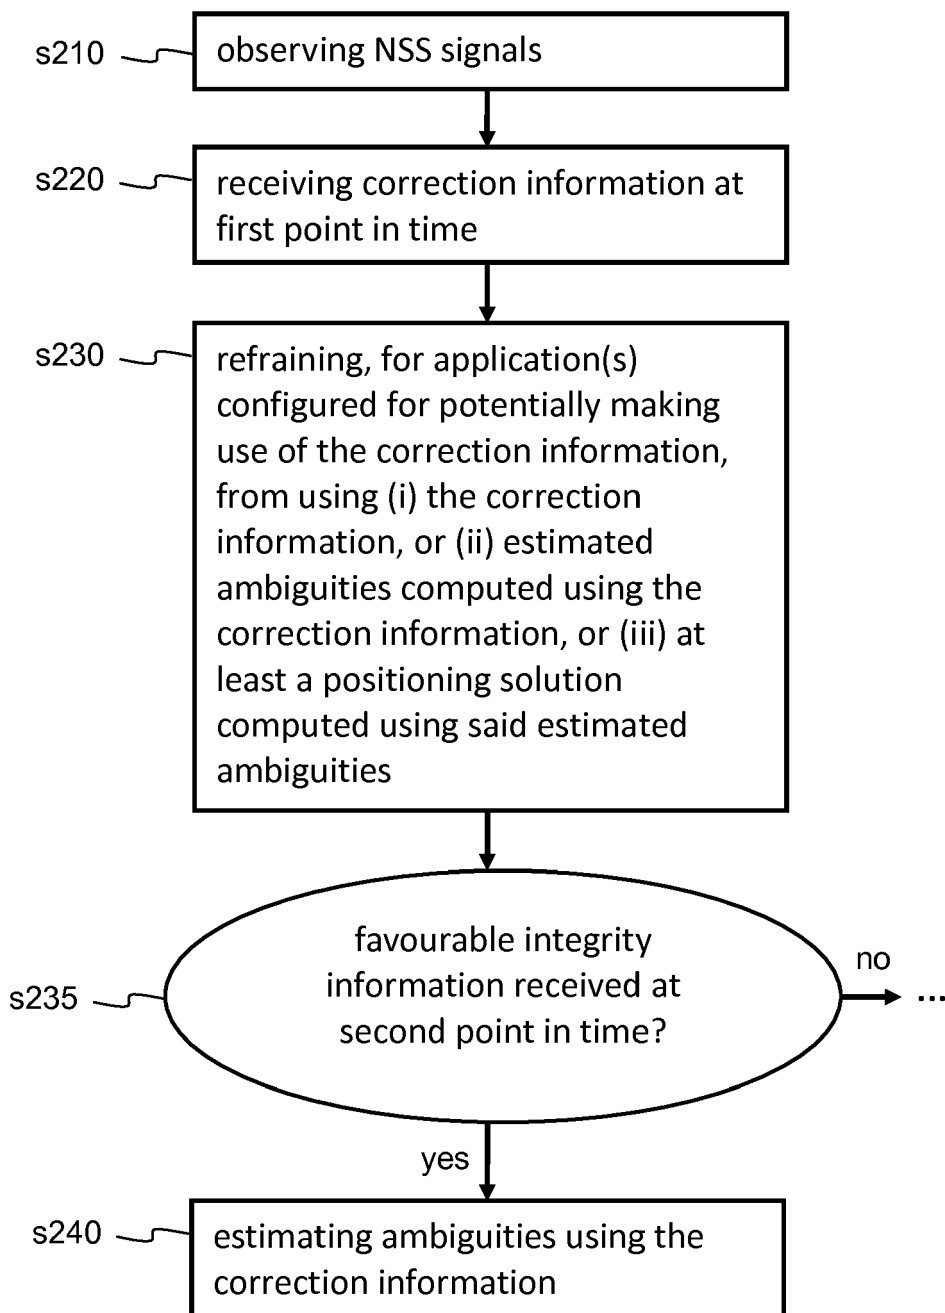 s210
observing NSS signals
s220
receiving correction information at
first point in time
s230
refraining, for application(s)
configured for potentially making
use of the correction information,
from using (i) the correction
information, or (ii) estimated
ambiguities computed using the
correction information, or (iii) at
least a positioning solution
computed using said estimated
ambiguities
s235
favourable integrity
information received at
second point in time?
no
...
yes
s240
estimating ambiguities using the
correction information